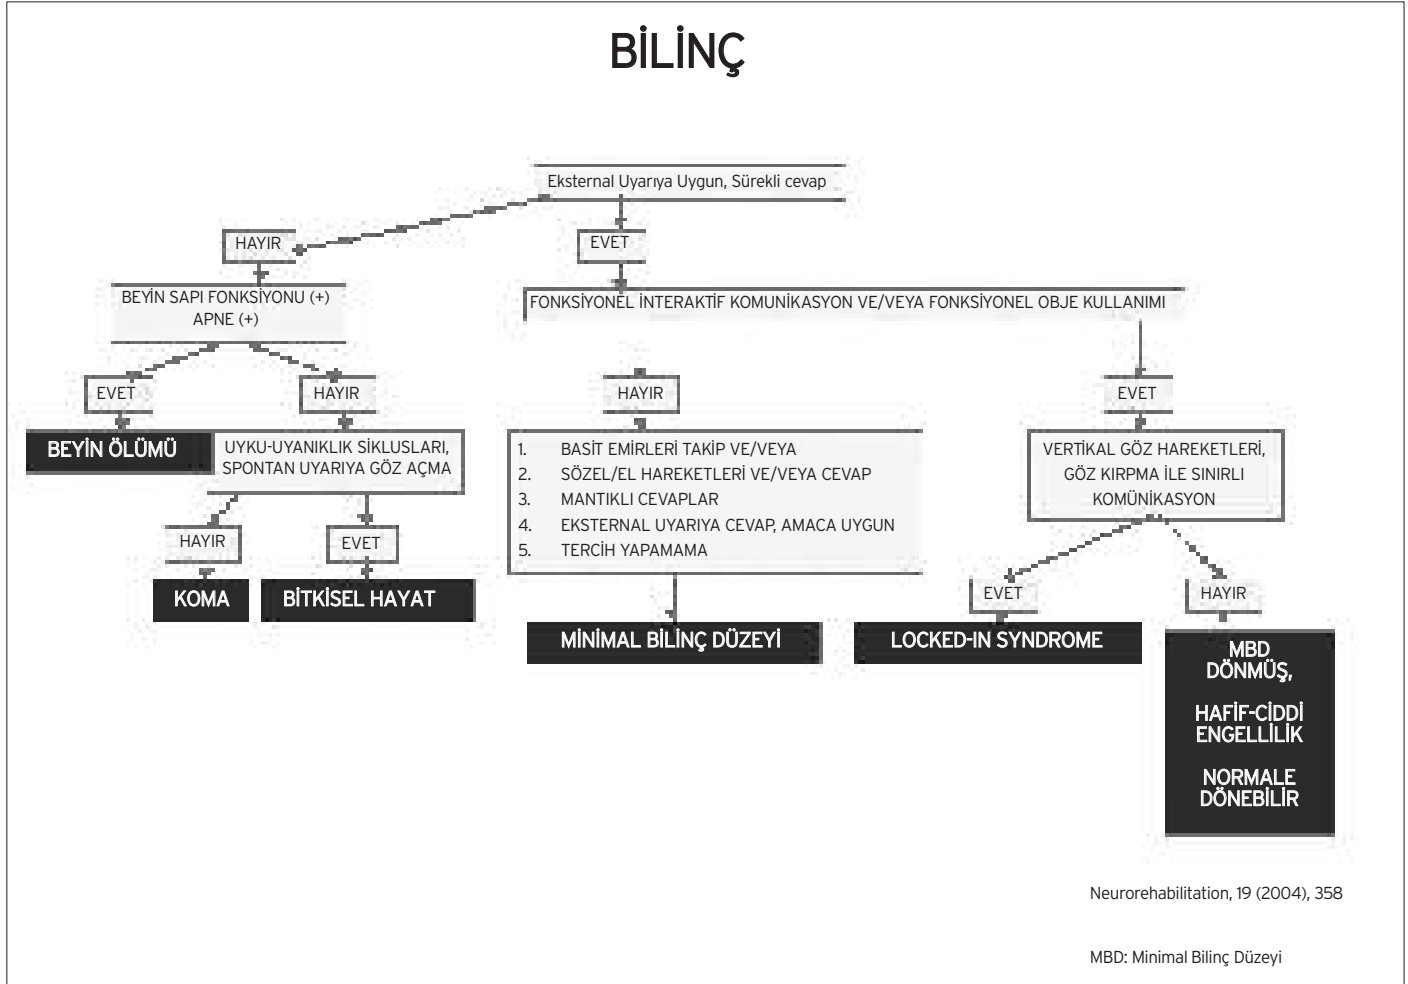 BİLİNÇ
Eksternal Uyarıya Uygun, Sürekli cevap
HAYIR
EVET
BEYİN SAPI FONKSİYONU (+)
APNE (+)
FONKSİYONEL İNTERAKTİF KOMUNİKASYON VE/VEYA FONKSİYONEL OBJE KULLANIMI
EVET
HAYIR
HAYIR
EVET
BEYİN ÖLÜMÜ
UYKU-UYANIKLIK SİKLUSLARI,
SPONTAN UYARIYA GÖZ AÇMA
1. BASİT EMİRLERİ TAKİP VE/VEYA
2. SÖZEL/EL HAREKETLERİ VE/VEYA CEVAP
3. MANTIKLI CEVAPLAR
4. EKSTERNAL UYARIYA CEVAP, AMACA UYGUN
5. TERCİH YAPAMAMA
VERTİKAL GÖZ HAREKETLERİ,
GÖZ KIRPMA İLE SINIRLI
KOMÜNİKASYON
HAYIR
EVET
EVET
HAYIR
KOMA
BİTKİSEL HAYAT
MİNİMAL BİLİNÇ DÜZEYİ
LOCKED-IN SYNDROME
MBD
DÖNMÜŞ,
HAFİF-CİDDİ
ENGELLİLİK
NORMALE
DÖNEBİLİR
Neurorehabilitation, 19 (2004), 358
MBD: Minimal Bilinç Düzeyi